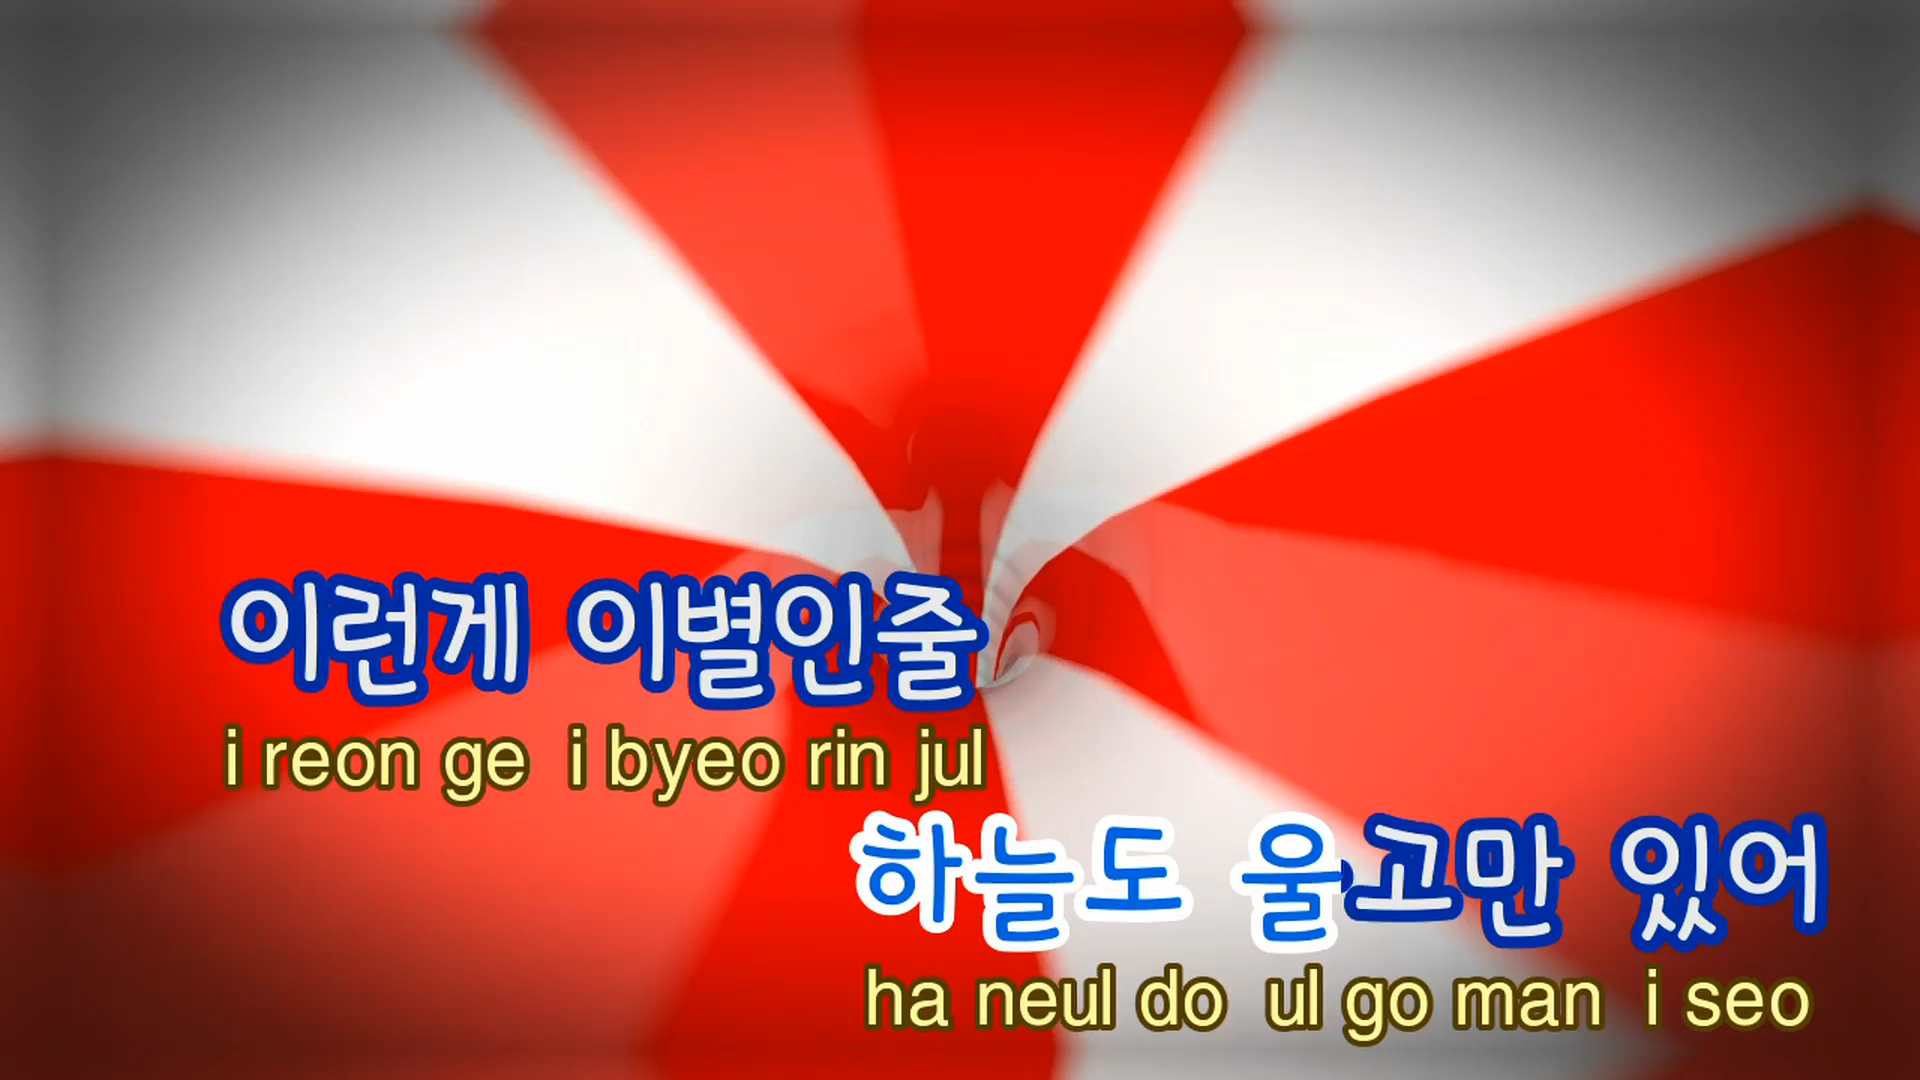 이런게 이별인줄
i reon ge i byeo rin jul
하늘도 울고만 있어
ha neul do ul go man i seo